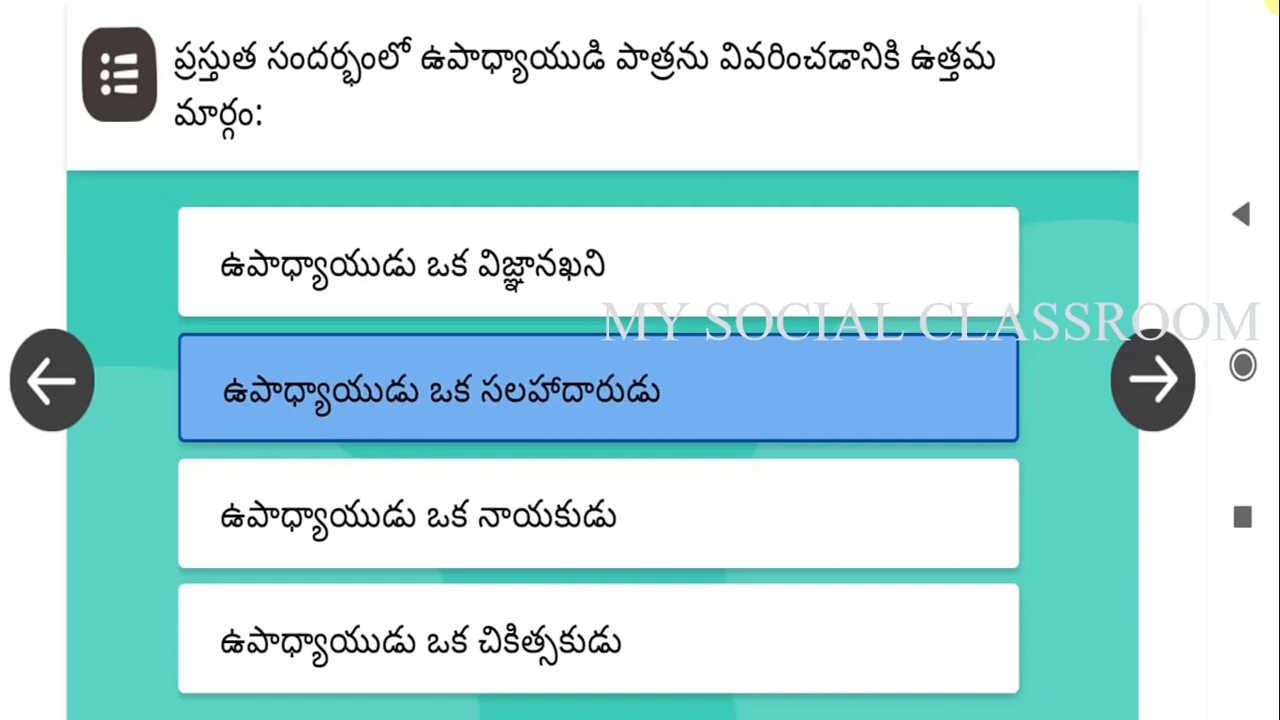 ప్రస్తుత సందర్భంలో ఉపాధ్యాయుడి పాత్రను వివరించడానికి ఉత్తమ
మార్గం:
ఉపాధ్యాయుడు ఒక విజ్ఞానఖని
MY SOCIAL CLASSROOM
ఉపాధ్యాయుడు ఒక సలహాదారుడు
ఉపాధ్యాయుడు ఒక నాయకుడు
ఉపాధ్యాయుడు ఒక చికిత్సకుడు